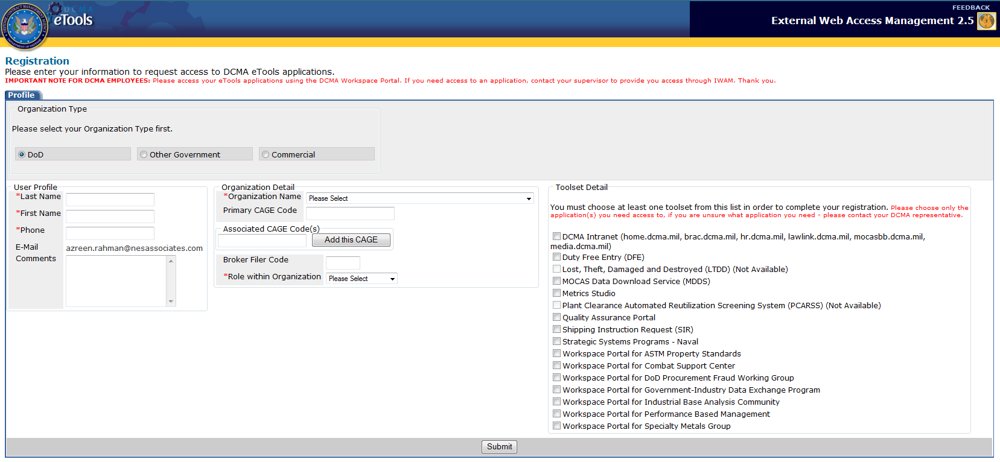 DCMA
eTools
FEEDBACK
External Web Access Management 2.5
DEFENSE CONTRACT MANAGEMENT AGENCY
DEPARTMENT OF DEFENSE
Registration
Please enter your information to request access to DCMA eTools applications.
IMPORTANT NOTE FOR DCMA EMPLOYEES: Please access your eTools applications using the DCMA Workspace Portal. If you need access to an application, contact your supervisor to provide you access through IWAM. Thank you.
Profile
Organization Type
Please select your Organization Type first.
DoD
Other Government
Commercial
User Profile
*Last Name
*First Name
*Phone
E-Mail azreen.rahman@nesassociates.com
Comments
Organization Detail
*Organization Name Please Select
Primary CAGE Code
Associated CAGE Code(s)
Add this CAGE
Broker Filer Code
*Role within Organization Please Select
Toolset Detail
You must choose at least one toolset from this list in order to complete your registration. Please choose only the
application(s) you need access to, if you are unsure what application you need - please contact your DCMA representative.
DCMA Intranet (home.dcma.mil, brac.dcma.mil, hr.dcma.mil, lawlink.dcma.mil, mocasbb.dcma.mil,
media.dcma.mil)
Duty Free Entry (DFE)
Lost, Theft, Damaged and Destroyed (LTDD) (Not Available)
MOCAS Data Download Service (MDDS)
Metrics Studio
Plant Clearance Automated Reutilization Screening System (PCARSS) (Not Available)
Quality Assurance Portal
Shipping Instruction Request (SIR)
Strategic Systems Programs - Naval
Workspace Portal for ASTM Property Standards
Workspace Portal for Combat Support Center
Workspace Portal for DoD Procurement Fraud Working Group
Workspace Portal for Government-Industry Data Exchange Program
Workspace Portal for Industrial Base Analysis Community
Workspace Portal for Performance Based Management
Workspace Portal for Specialty Metals Group
Submit